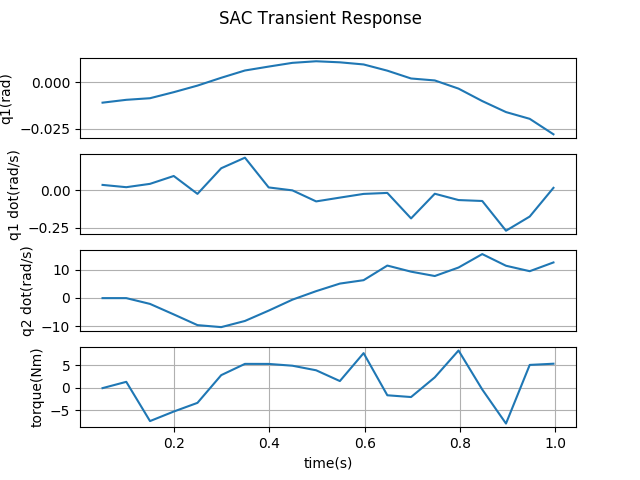 SAC Transient Response
q1(rad)
0.000
−0.025
q1 dot(rad/s)
0.00
−0.25
q2 dot(rad/s)
10
0
−10
torque(Nm)
5
0
−5
0.2 0.4 0.6 0.8 1.0
time(s)